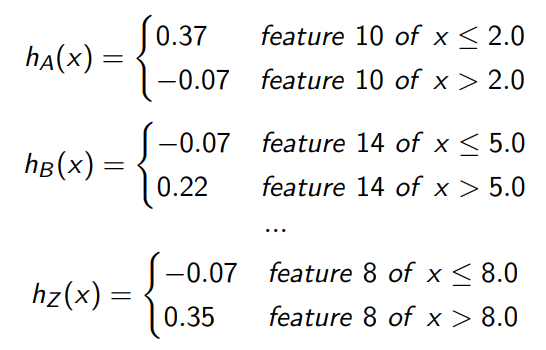 h_A(x) = { 0.37 feature 10 of x ≤ 2.0
−0.07 feature 10 of x > 2.0
h_B(x) = { −0.07 feature 14 of x ≤ 5.0
0.22 feature 14 of x > 5.0
...
h_Z(x) = { −0.07 feature 8 of x ≤ 8.0
0.35 feature 8 of x > 8.0